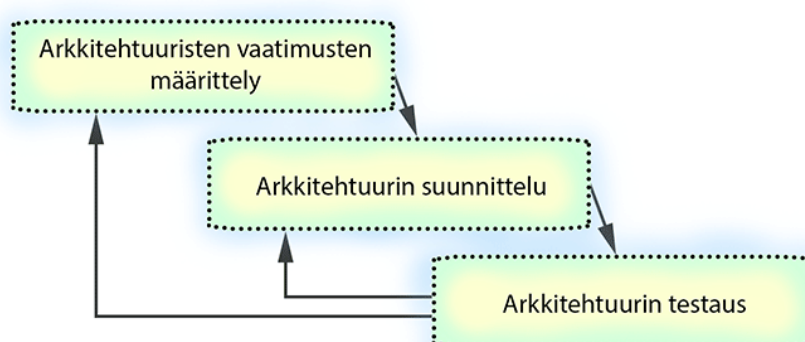 Arkkitehtuuristen vaatimusten
määrittely
Arkkitehtuurin suunnittelu
Arkkitehtuurin testaus